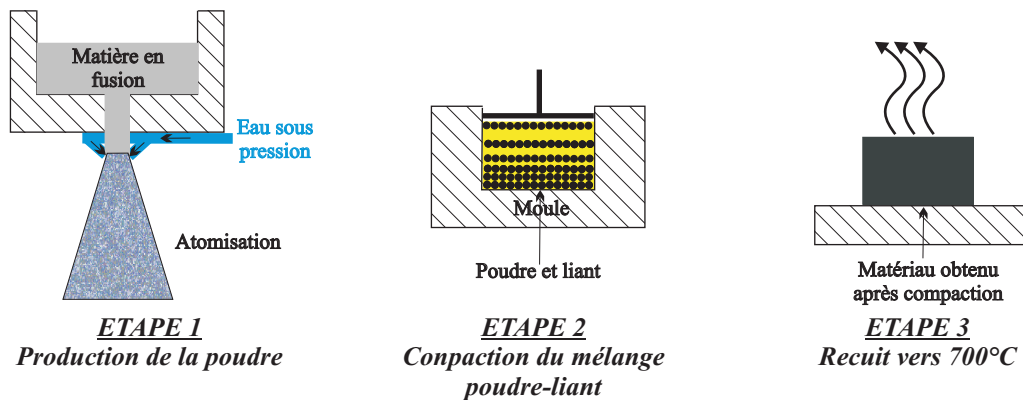 Matière en
fusion
Eau sous
pression
Atomisation
ETAPE 1
Production de la poudre
Moule
Poudre et liant
ETAPE 2
Conpaction du mélange
poudre-liant
Matériau obtenu
après compaction
ETAPE 3
Recuit vers 700°C